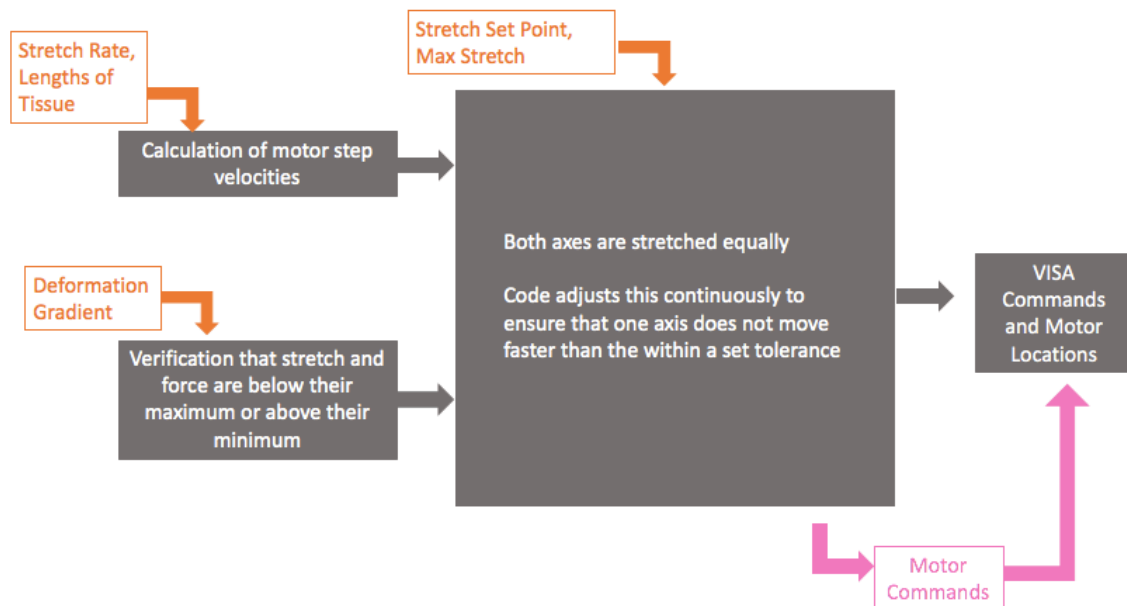 Stretch Rate,
Lengths of
Tissue
Stretch Set Point,
Max Stretch
Calculation of motor step
velocities
Deformation
Gradient
Verification that stretch and
force are below their
maximum or above their
minimum
Both axes are stretched equally
Code adjusts this continuously to
ensure that one axis does not move
faster than the within a set tolerance
VISA
Commands
and Motor
Locations
Motor
Commands